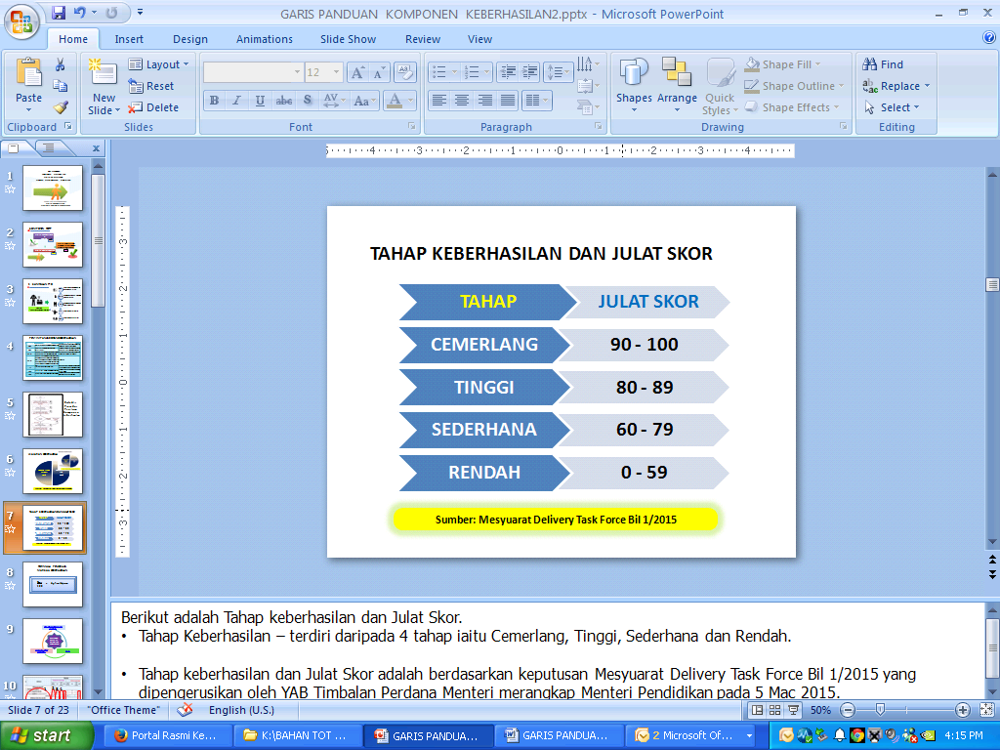 GARIS PANDUAN KOMPONEN KEBERHASILAN2.pptx - Microsoft PowerPoint
Home Insert Design Animations Slide Show Review View
Paste
Clipboard
New Slide
Layout
Reset
Delete
Slides
12
B I U abc S AV Aa A
Font
Paragraph
Shapes Arrange Quick Styles
Shape Fill
Shape Outline
Shape Effects
Drawing
Find
Replace
Select
Editing
1
2
3
4
5
6
7
8
9
10
TAHAP KEBERHASILAN DAN JULAT SKOR
TAHAP JULAT SKOR
CEMERLANG 90 - 100
TINGGI 80 - 89
SEDERHANA 60 - 79
RENDAH 0 - 59
Sumber: Mesyuarat Delivery Task Force Bil 1/2015
Berikut adalah Tahap keberhasilan dan Julat Skor.
• Tahap Keberhasilan – terdiri daripada 4 tahap iaitu Cemerlang, Tinggi, Sederhana dan Rendah.
• Tahap keberhasilan dan Julat Skor adalah berdasarkan keputusan Mesyuarat Delivery Task Force Bil 1/2015 yang
dipengerusikan oleh YAB Timbalan Perdana Menteri merangkap Menteri Pendidikan pada 5 Mac 2015.
Slide 7 of 23 "Office Theme" English (U.S.) 50%
start Portal Rasmi Ke... K:\BAHAN TOT ... GARIS PANDUA... GARIS PANDUA... 2 Microsoft Of... 4:15 PM